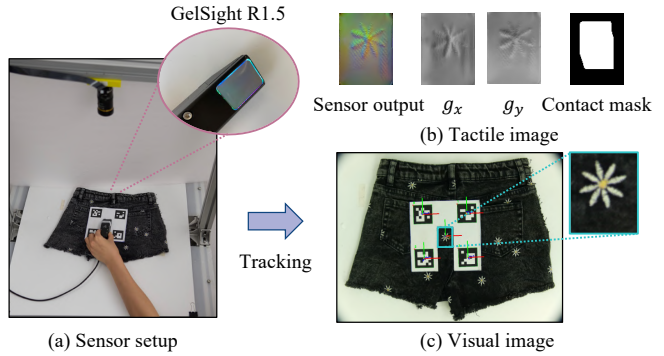 GelSight R1.5
Sensor output
g_x
g_y
Contact mask
(b) Tactile image
Tracking
(a) Sensor setup
(c) Visual image